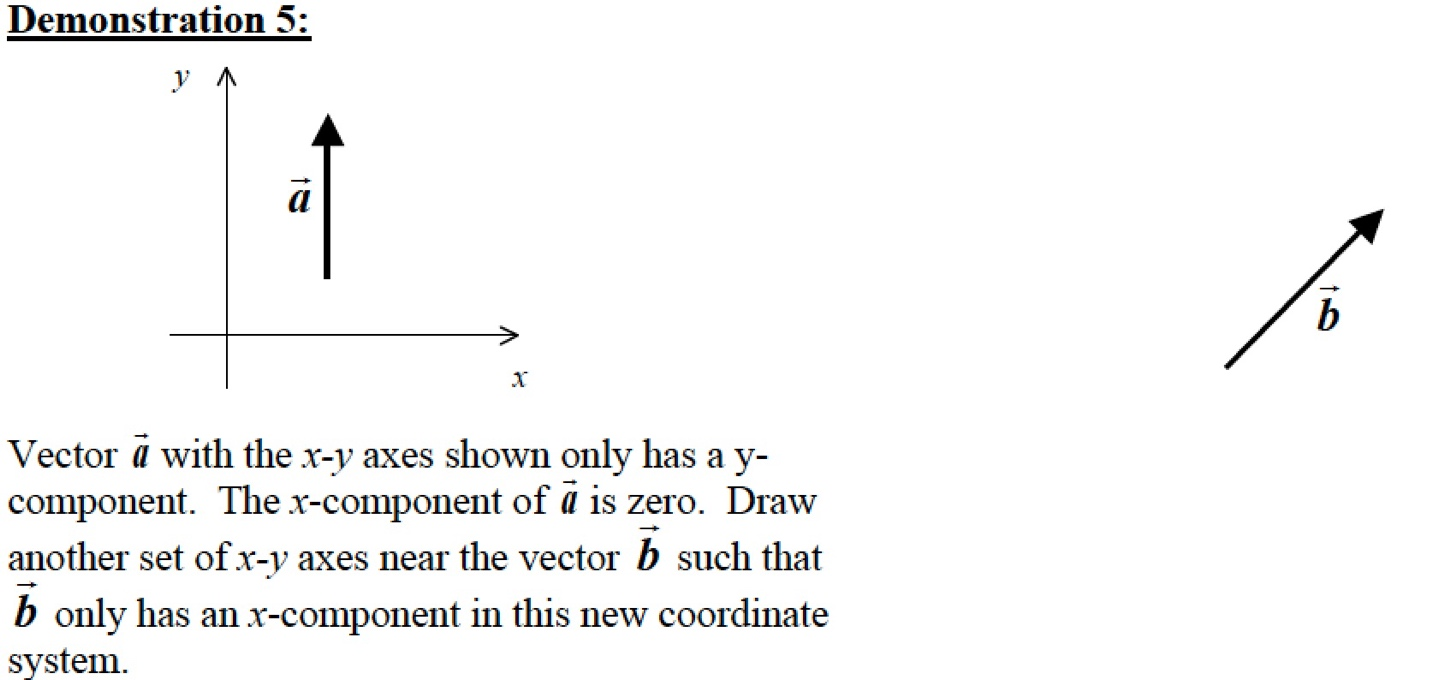 Demonstration 5:
y
a⃗
b⃗
x
Vector a⃗ with the x-y axes shown only has a y-
component.  The x-component of a⃗ is zero.  Draw
another set of x-y axes near the vector b⃗ such that
b⃗ only has an x-component in this new coordinate
system.